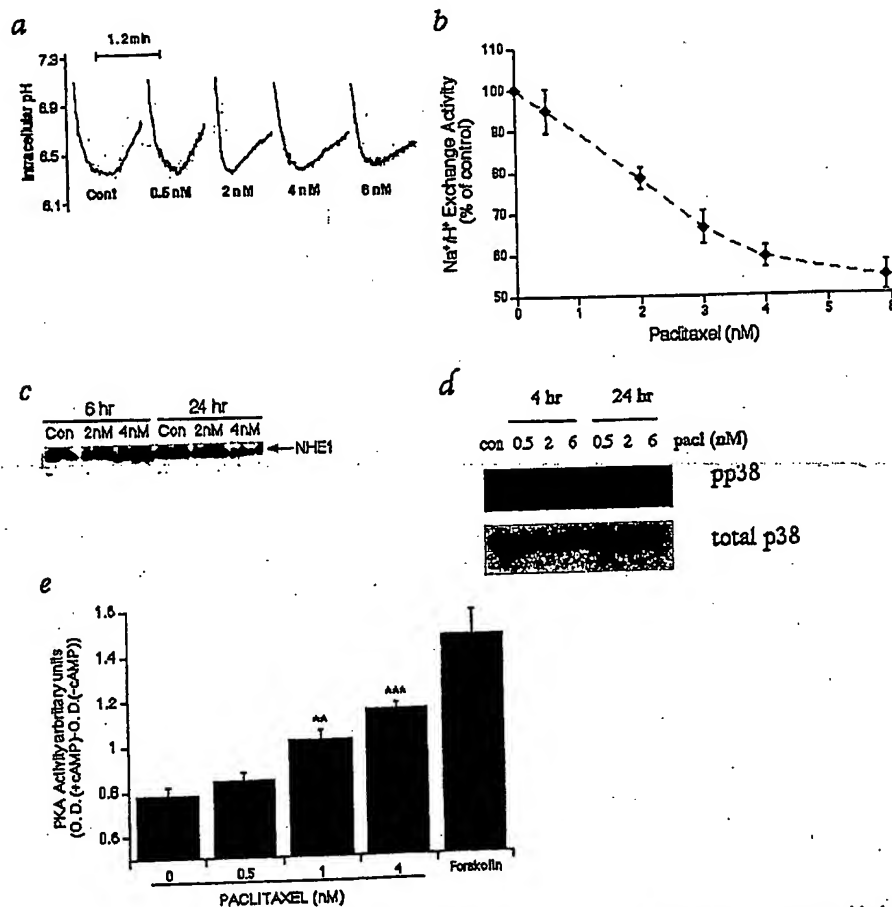 a
1.2min
7.3
6.9
6.5
6.1
Intracellular pH
Cont 0.5 nM 2 nM 4 nM 6 nM
b
110
100
90
80
70
60
50
Na⁺/H⁺ Exchange Activity
(% of control)
0 1 2 3 4 5 6
Paclitaxel (nM)
c
6 hr 24 hr
Con 2nM 4nM Con 2nM 4nM
NHE1
d
4 hr 24 hr
con 0.5 2 6 0.5 2 6 pacl (nM)
pp38
total p38
e
1.6
1.4
1.2
1
0.8
0.6
PKA Activity arbritary units
(O. D. (+cAMP)-O. D. (-cAMP))
** ***
0 0.5 1 4 Forskolin
PACLITAXEL (nM)